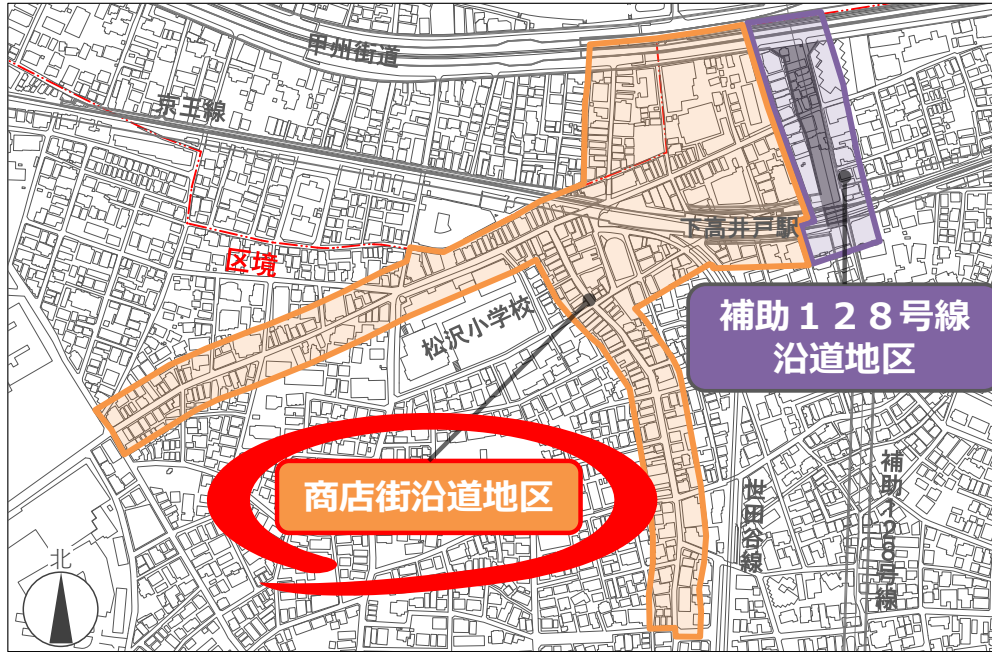 甲州街道
京王線
下高井戸駅
区境
松沢小学校
補助１２８号線
沿道地区
商店街沿道地区
世田谷線
補助128号線
北